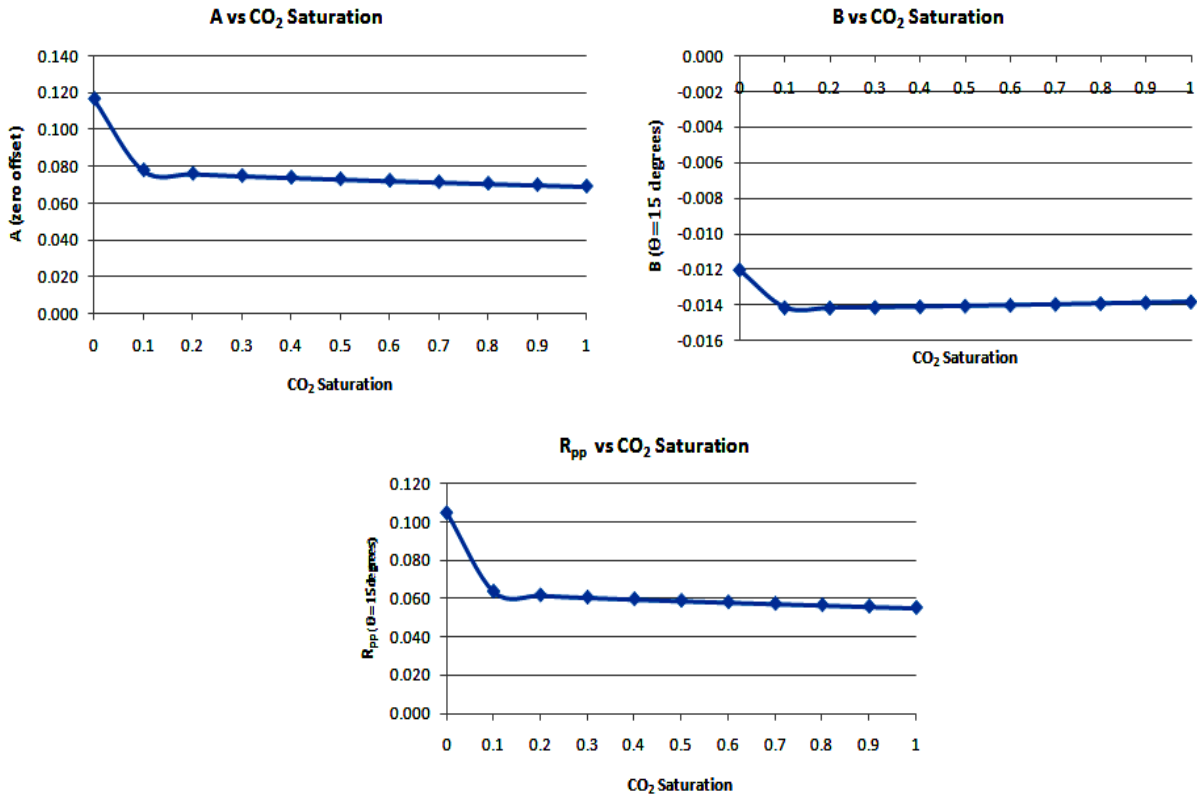 A vs CO₂ Saturation
A (zero offset)
0.140
0.120
0.100
0.080
0.060
0.040
0.020
0.000
0 0.1 0.2 0.3 0.4 0.5 0.6 0.7 0.8 0.9 1
CO₂ Saturation
B vs CO₂ Saturation
B (Θ=15 degrees)
0.000
0 0.1 0.2 0.3 0.4 0.5 0.6 0.7 0.8 0.9 1
-0.002
-0.004
-0.006
-0.008
-0.010
-0.012
-0.014
-0.016
CO₂ Saturation
Rpp vs CO₂ Saturation
Rpp (Θ=15degrees)
0.120
0.100
0.080
0.060
0.040
0.020
0.000
0 0.1 0.2 0.3 0.4 0.5 0.6 0.7 0.8 0.9 1
CO₂ Saturation